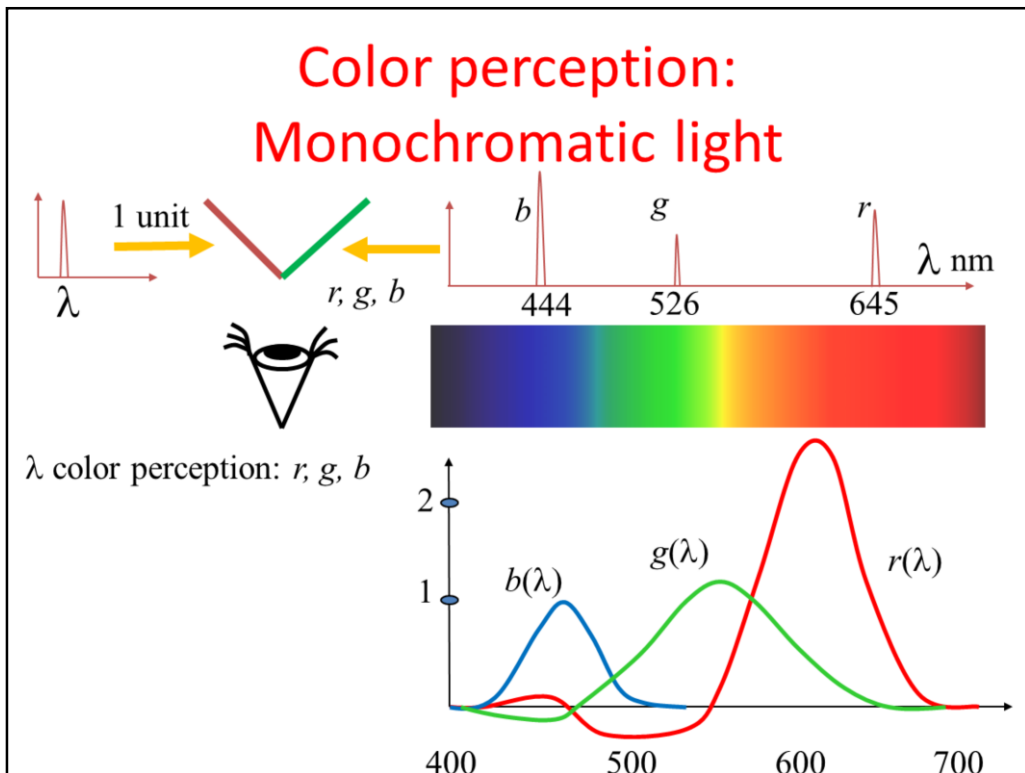 Color perception:
Monochromatic light
1 unit
λ
r, g, b
b
g
r
λ nm
444
526
645
λ color perception: r, g, b
2
1
b(λ)
g(λ)
r(λ)
400
500
600
700